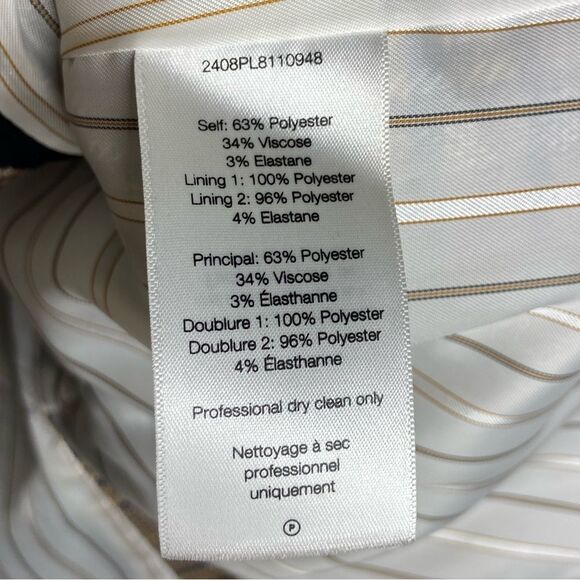 2408PL8110948
Self: 63% Polyester
34% Viscose
3% Elastane
Lining 1: 100% Polyester
Lining 2: 96% Polyester
4% Elastane
Principal: 63% Polyester
34% Viscose
3% Élasthanne
Doublure 1: 100% Polyester
Doublure 2: 96% Polyester
4% Élasthanne
Professional dry clean only
Nettoyage à sec
professionnel
uniquement
P